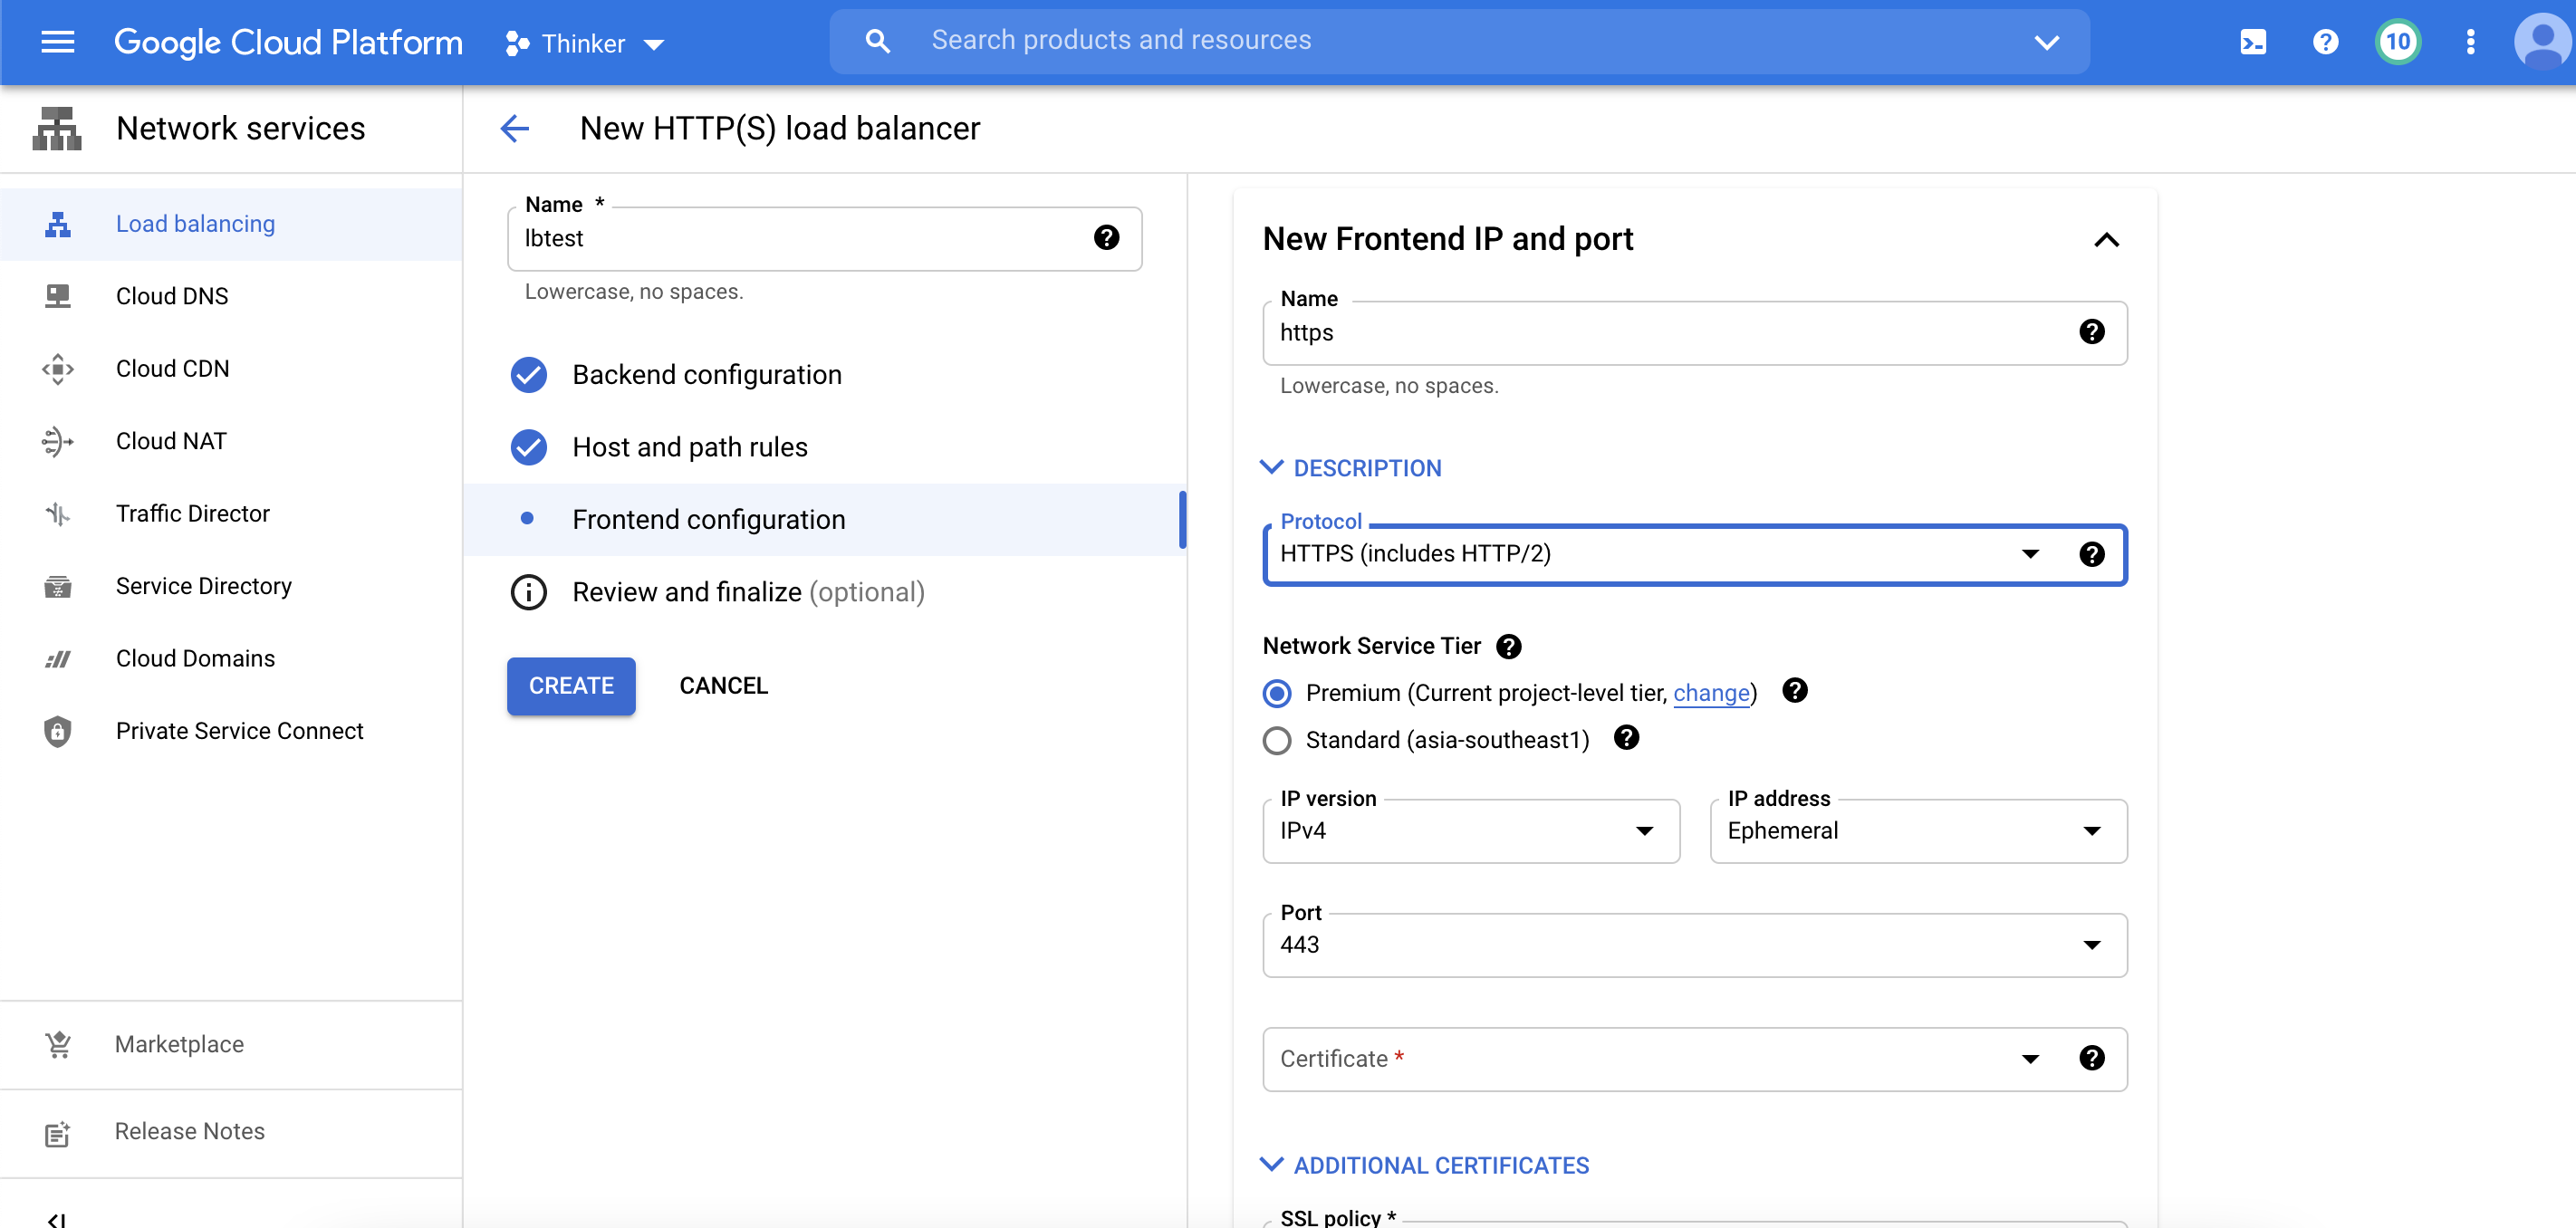 Google Cloud Platform
Thinker
Search products and resources
10
Network services
New HTTP(S) load balancer
Load balancing
Cloud DNS
Cloud CDN
Cloud NAT
Traffic Director
Service Directory
Cloud Domains
Private Service Connect
Marketplace
Release Notes
Name *
lbtest
Lowercase, no spaces.
Backend configuration
Host and path rules
Frontend configuration
Review and finalize (optional)
CREATE
CANCEL
New Frontend IP and port
Name
https
Lowercase, no spaces.
DESCRIPTION
Protocol
HTTPS (includes HTTP/2)
Network Service Tier
Premium (Current project-level tier, change)
Standard (asia-southeast1)
IP version
IPv4
IP address
Ephemeral
Port
443
Certificate *
ADDITIONAL CERTIFICATES
SSL policy *